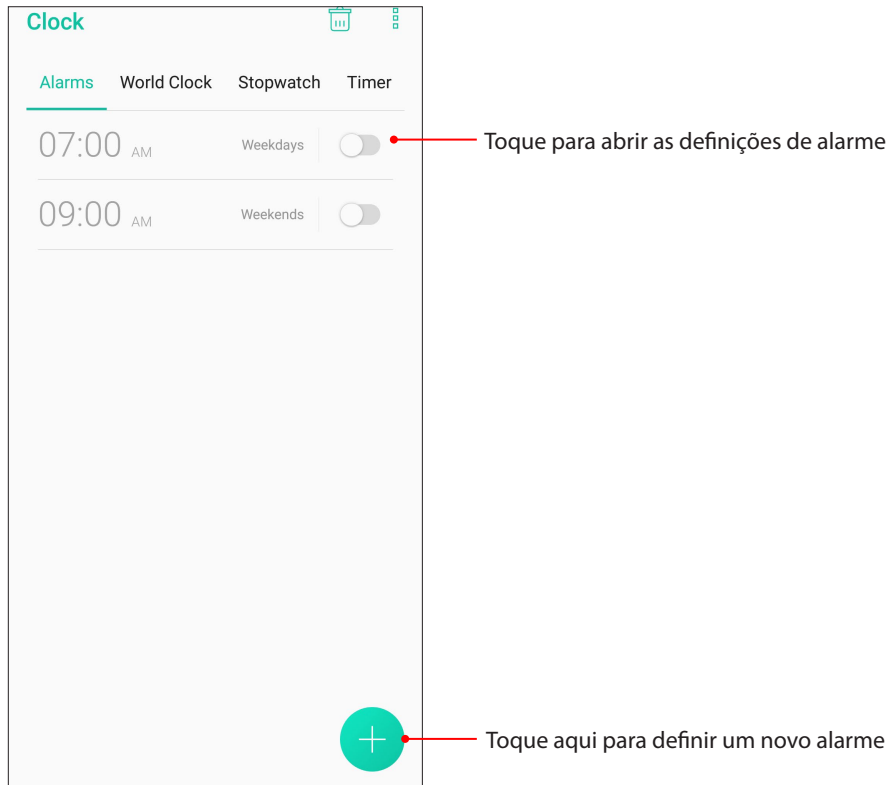 Clock
Alarms World Clock Stopwatch Timer
07:00 AM Weekdays
Toque para abrir as definições de alarme
09:00 AM Weekends
Toque aqui para definir um novo alarme